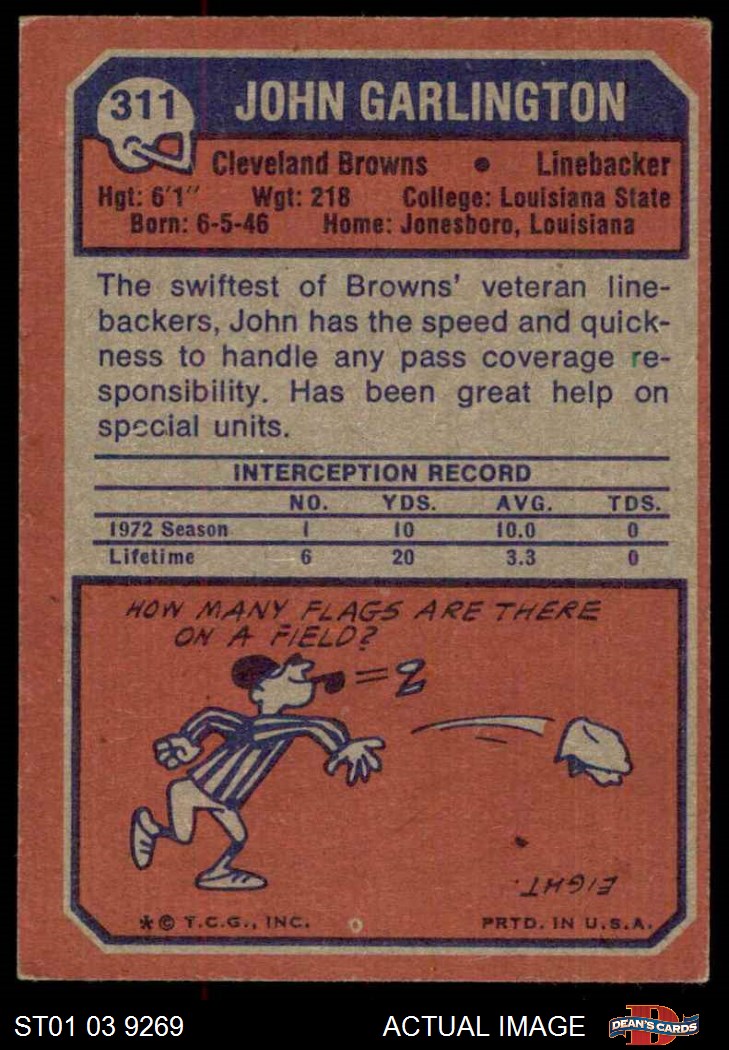 311
JOHN GARLINGTON
Cleveland Browns • Linebacker
Hgt: 6'1" Wgt: 218 College: Louisiana State
Born: 6-5-46 Home: Jonesboro, Louisiana
The swiftest of Browns' veteran line-
backers, John has the speed and quick-
ness to handle any pass coverage re-
sponsibility. Has been great help on
special units.
INTERCEPTION RECORD
NO. YDS. AVG. TDS.
1972 Season 1 10 10.0 0
Lifetime 6 20 3.3 0
HOW MANY FLAGS ARE THERE
ON A FIELD?
EIGHT.
* © T.C.G., INC. PRTD. IN U.S.A.
ST01 03 9269 ACTUAL IMAGE DEAN'S CARDS